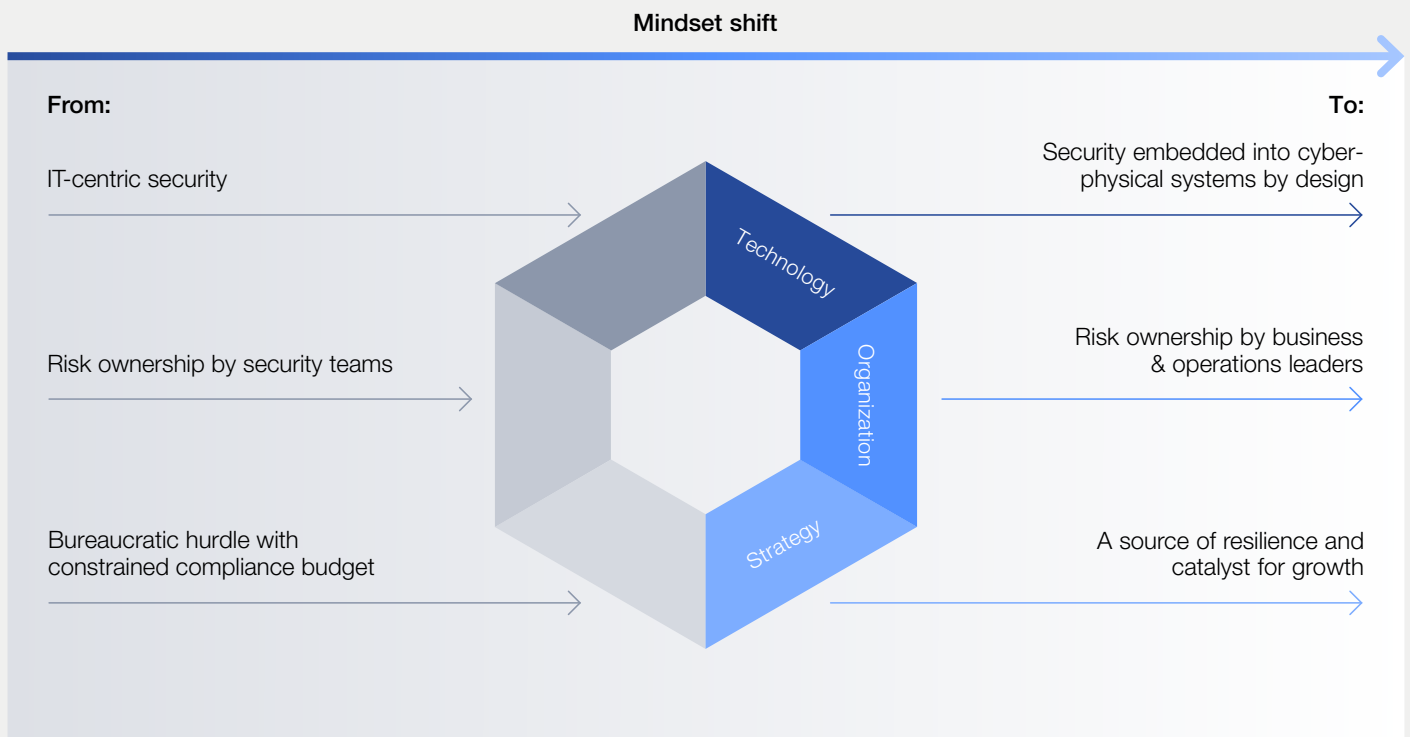 Mindset shift
From:
To:
IT-centric security
Security embedded into cyber-
physical systems by design
Technology
Risk ownership by security teams
Organization
Risk ownership by business
& operations leaders
Bureaucratic hurdle with
constrained compliance budget
Strategy
A source of resilience and
catalyst for growth